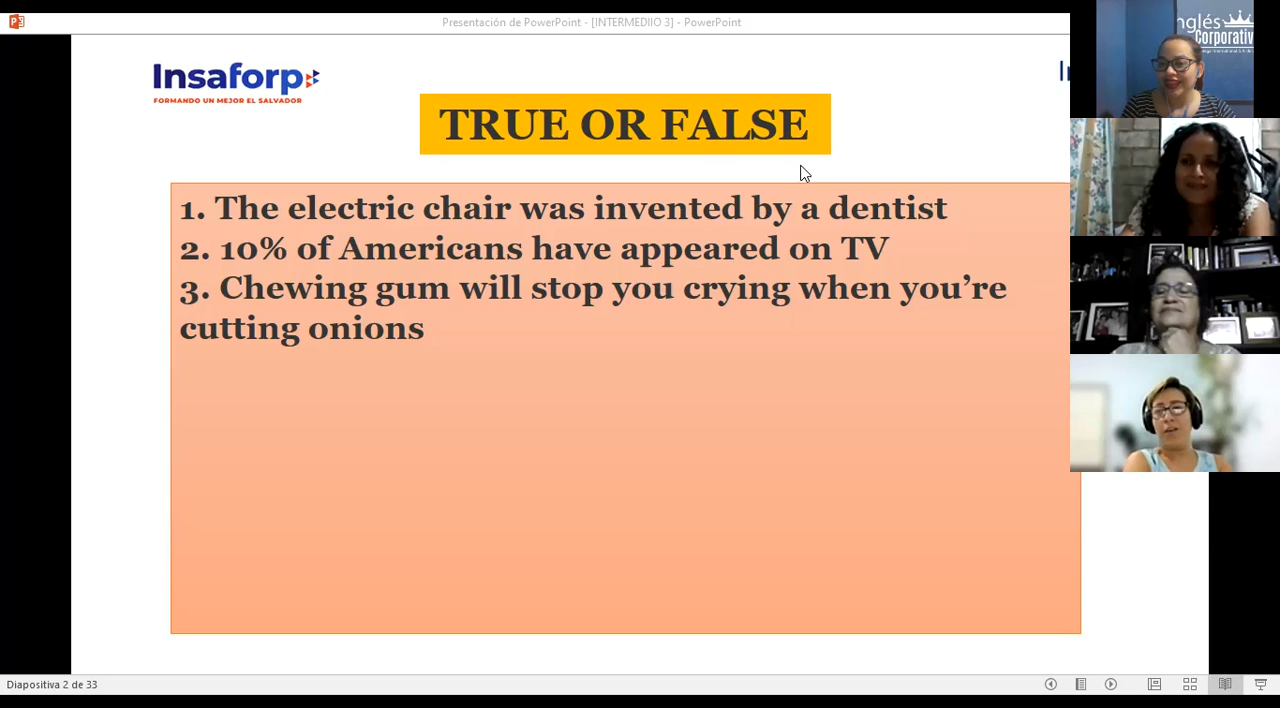 Presentación de PowerPoint - [INTERMEDIIO 3] - PowerPoint
Insaforp
FORMANDO UN MEJOR EL SALVADOR
TRUE OR FALSE
1. The electric chair was invented by a dentist
2. 10% of Americans have appeared on TV
3. Chewing gum will stop you crying when you’re
cutting onions
Diapositiva 2 de 33